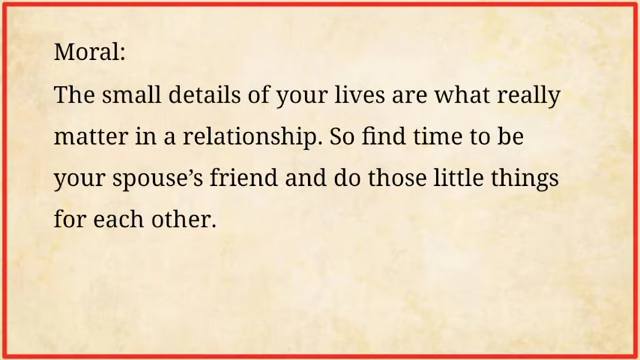 Moral:
The small details of your lives are what really
matter in a relationship. So find time to be
your spouse’s friend and do those little things
for each other.